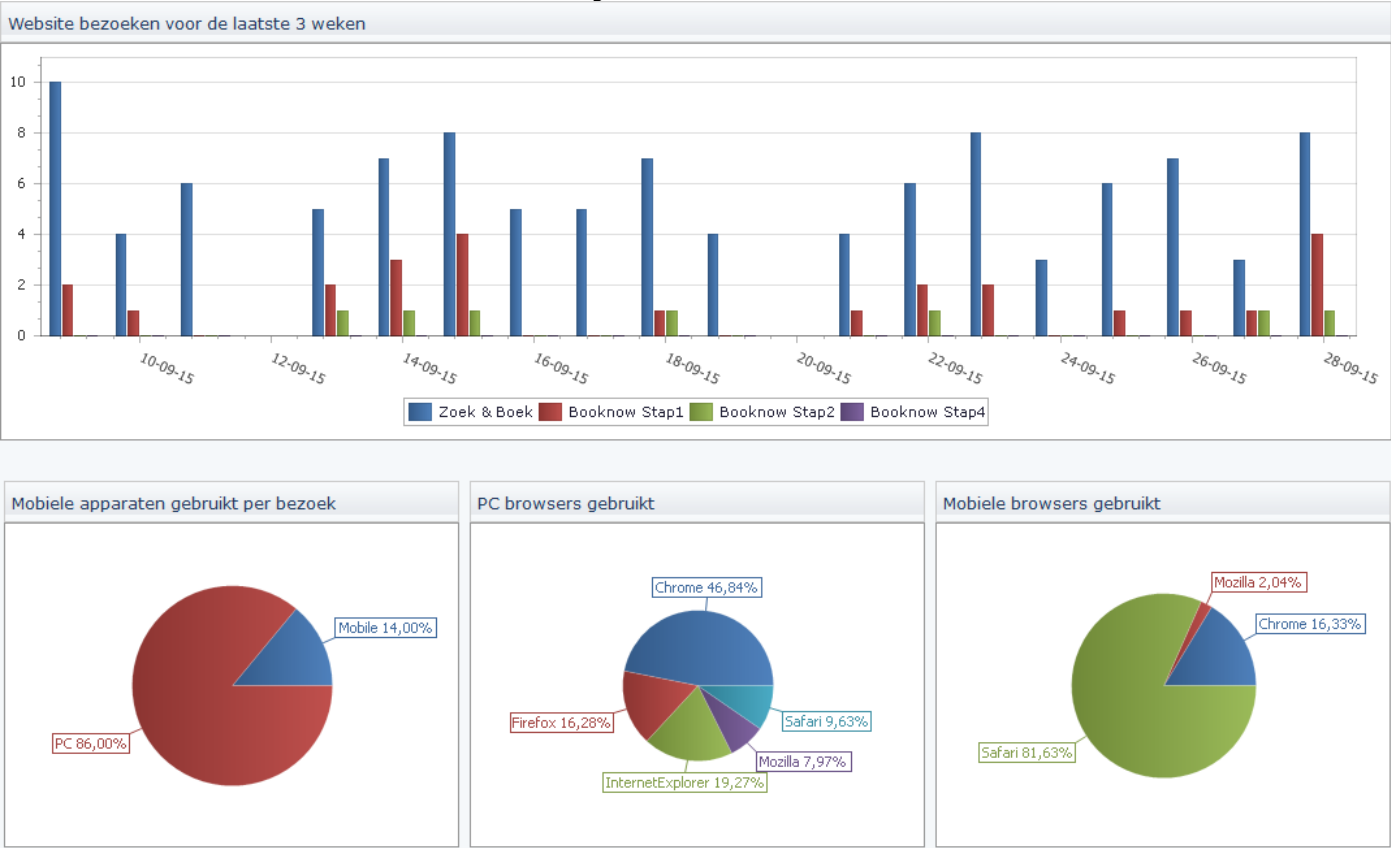 Website bezoeken voor de laatste 3 weken
10
8
6
4
2
0
10-09-15
12-09-15
14-09-15
16-09-15
18-09-15
20-09-15
22-09-15
24-09-15
26-09-15
28-09-15
Zoek & Boek Booknow Stap1 Booknow Stap2 Booknow Stap4
Mobiele apparaten gebruikt per bezoek
Mobile 14,00%
PC 86,00%
PC browsers gebruikt
Chrome 46,84%
Firefox 16,28%
Safari 9,63%
Mozilla 7,97%
InternetExplorer 19,27%
Mobiele browsers gebruikt
Mozilla 2,04%
Chrome 16,33%
Safari 81,63%